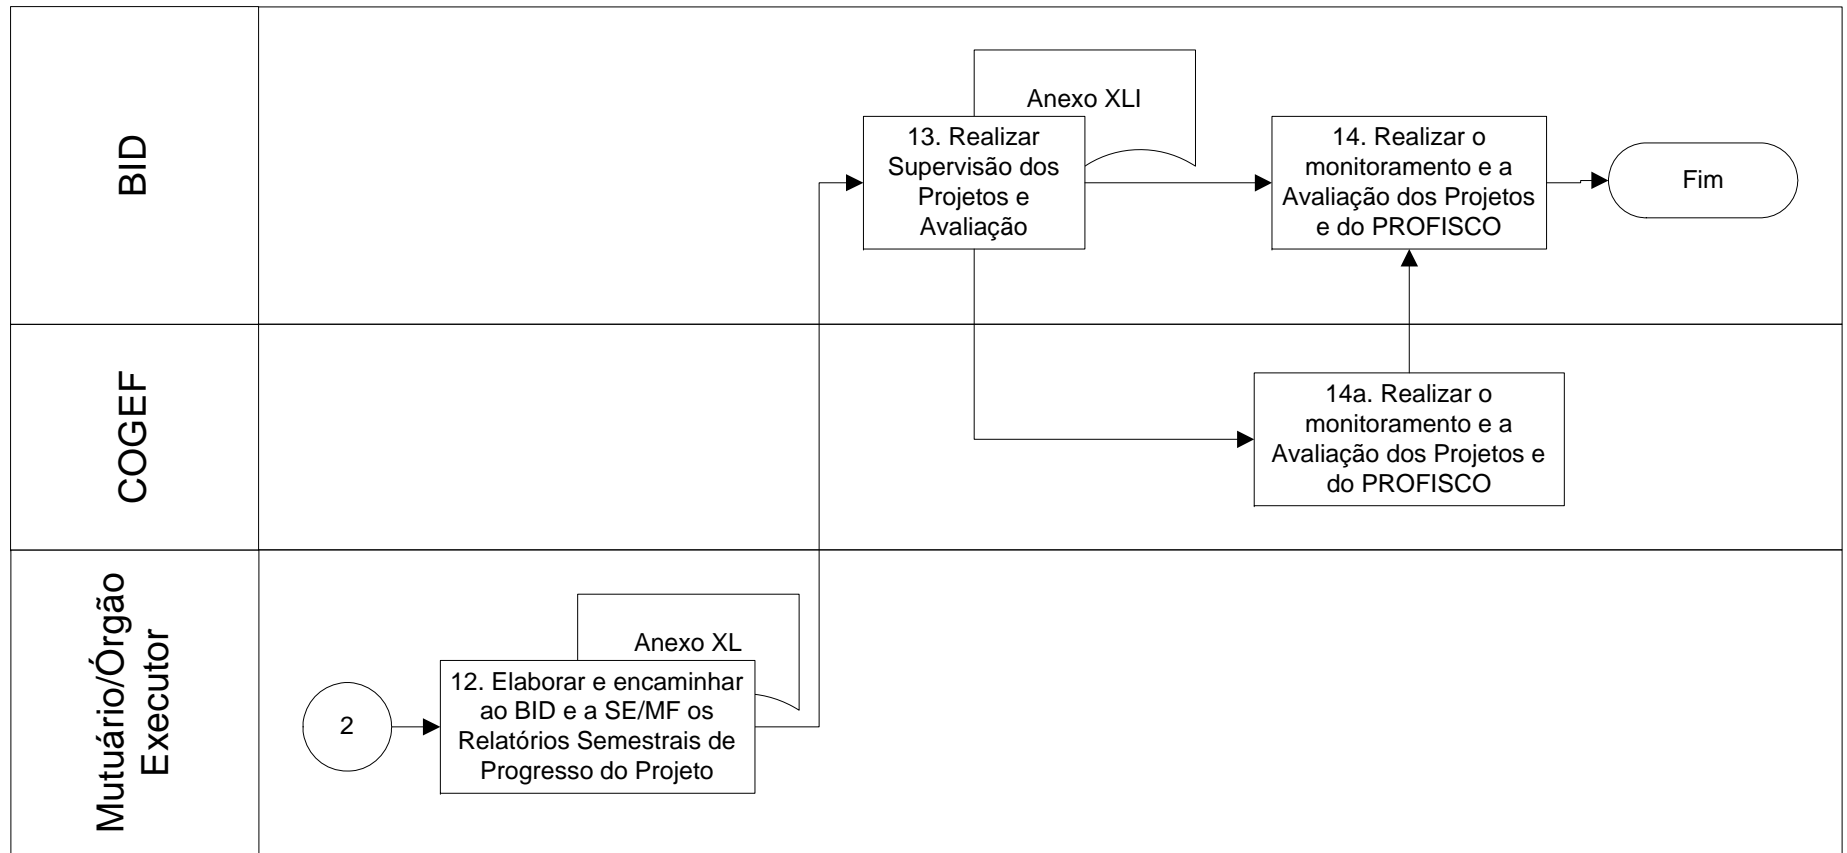 BID
Anexo XLI
13. Realizar
Supervisão dos
Projetos e
Avaliação
14. Realizar o
monitoramento e a
Avaliação dos Projetos
e do PROFISCO
Fim
COGEF
14a. Realizar o
monitoramento e a
Avaliação dos Projetos e
do PROFISCO
Mutuário/Órgão
Executor
2
Anexo XL
12. Elaborar e encaminhar
ao BID e a SE/MF os
Relatórios Semestrais de
Progresso do Projeto